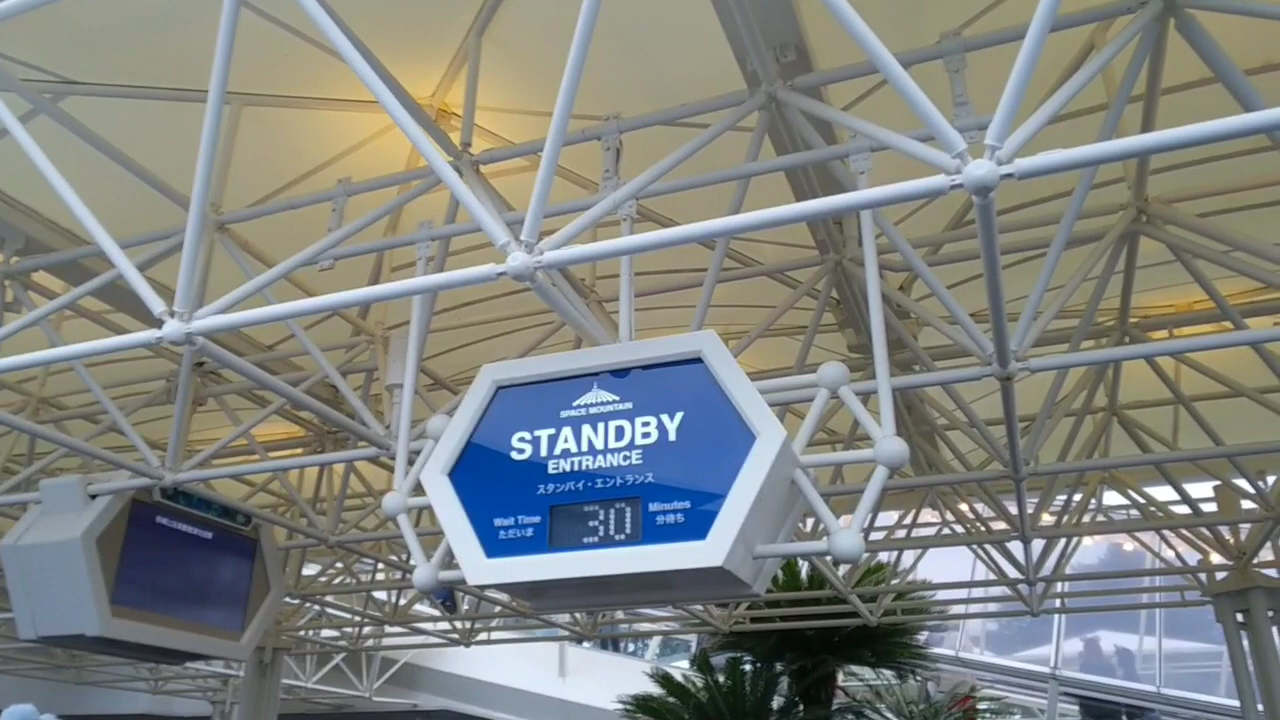 SPACE MOUNTAIN
STANDBY
ENTRANCE
スタンバイ・エントランス
Wait Time
ただいま
30
Minutes
分待ち